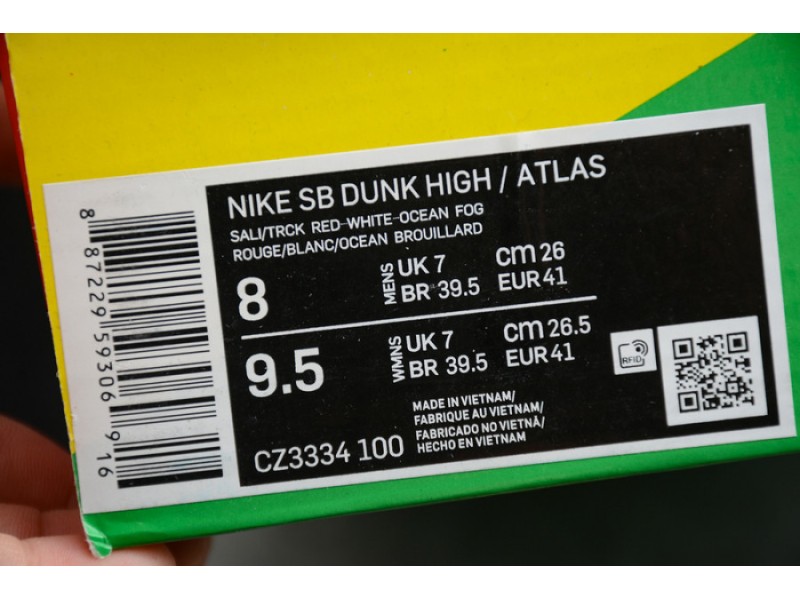 NIKE SB DUNK HIGH / ATLAS
SAIL/TRCK RED-WHITE-OCEAN FOG
ROUGE/BLANC/OCEAN BROUILLARD
8 MENS UK 7 cm 26
BR 39.5 EUR 41
9.5 WMNS UK 7 cm 26.5
BR 39.5 EUR 41
RFID
CZ3334 100
MADE IN VIETNAM/
FABRIQUE AU VIETNAM/
FABRICADO NO VIETNÃ/
HECHO EN VIETNAM
8 87229 59306 9 16